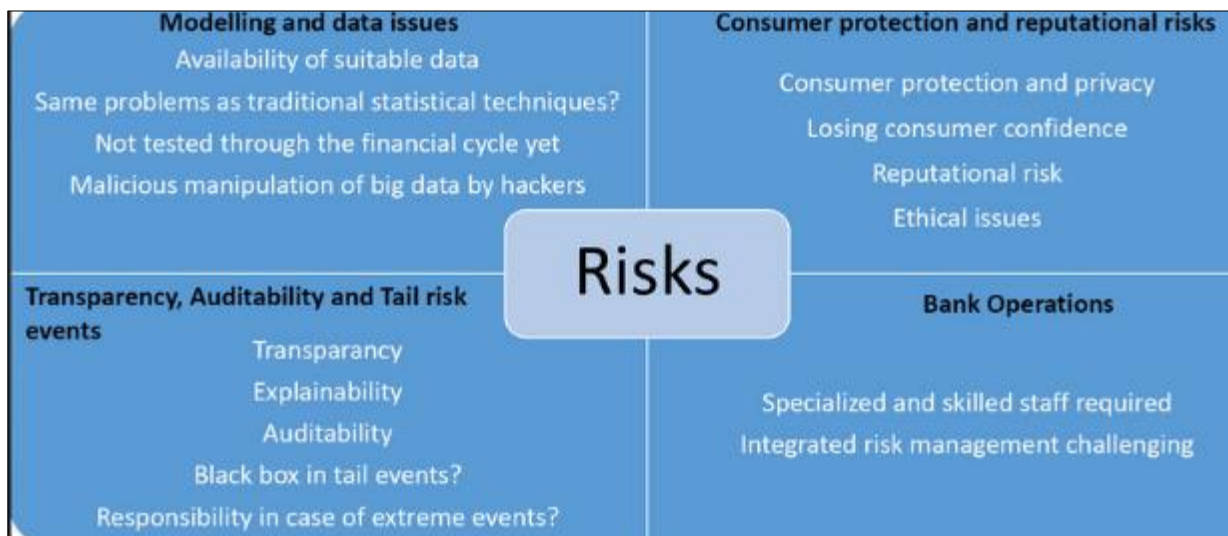 Modelling and data issues
Availability of suitable data
Same problems as traditional statistical techniques?
Not tested through the financial cycle yet
Malicious manipulation of big data by hackers
Consumer protection and reputational risks
Consumer protection and privacy
Losing consumer confidence
Reputational risk
Ethical issues
Risks
Transparency, Auditability and Tail risk
events
Transparancy
Explainability
Auditability
Black box in tail events?
Responsibility in case of extreme events?
Bank Operations
Specialized and skilled staff required
Integrated risk management challenging